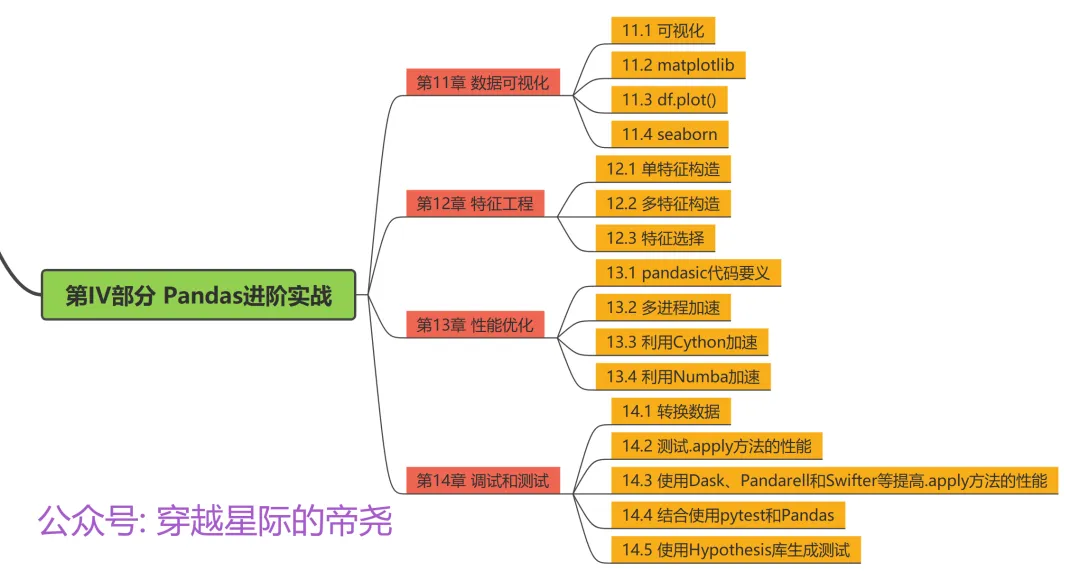 第IV部分 Pandas进阶实战
第11章 数据可视化
11.1 可视化
11.2 matplotlib
11.3 df.plot()
11.4 seaborn
第12章 特征工程
12.1 单特征构造
12.2 多特征构造
12.3 特征选择
第13章 性能优化
13.1 pandasic代码要义
13.2 多进程加速
13.3 利用Cython加速
13.4 利用Numba加速
第14章 调试和测试
14.1 转换数据
14.2 测试.apply方法的性能
14.3 使用Dask、Pandarell和Swifter等提高.apply方法的性能
14.4 结合使用pytest和Pandas
14.5 使用Hypothesis库生成测试
公众号: 穿越星际的帝尧